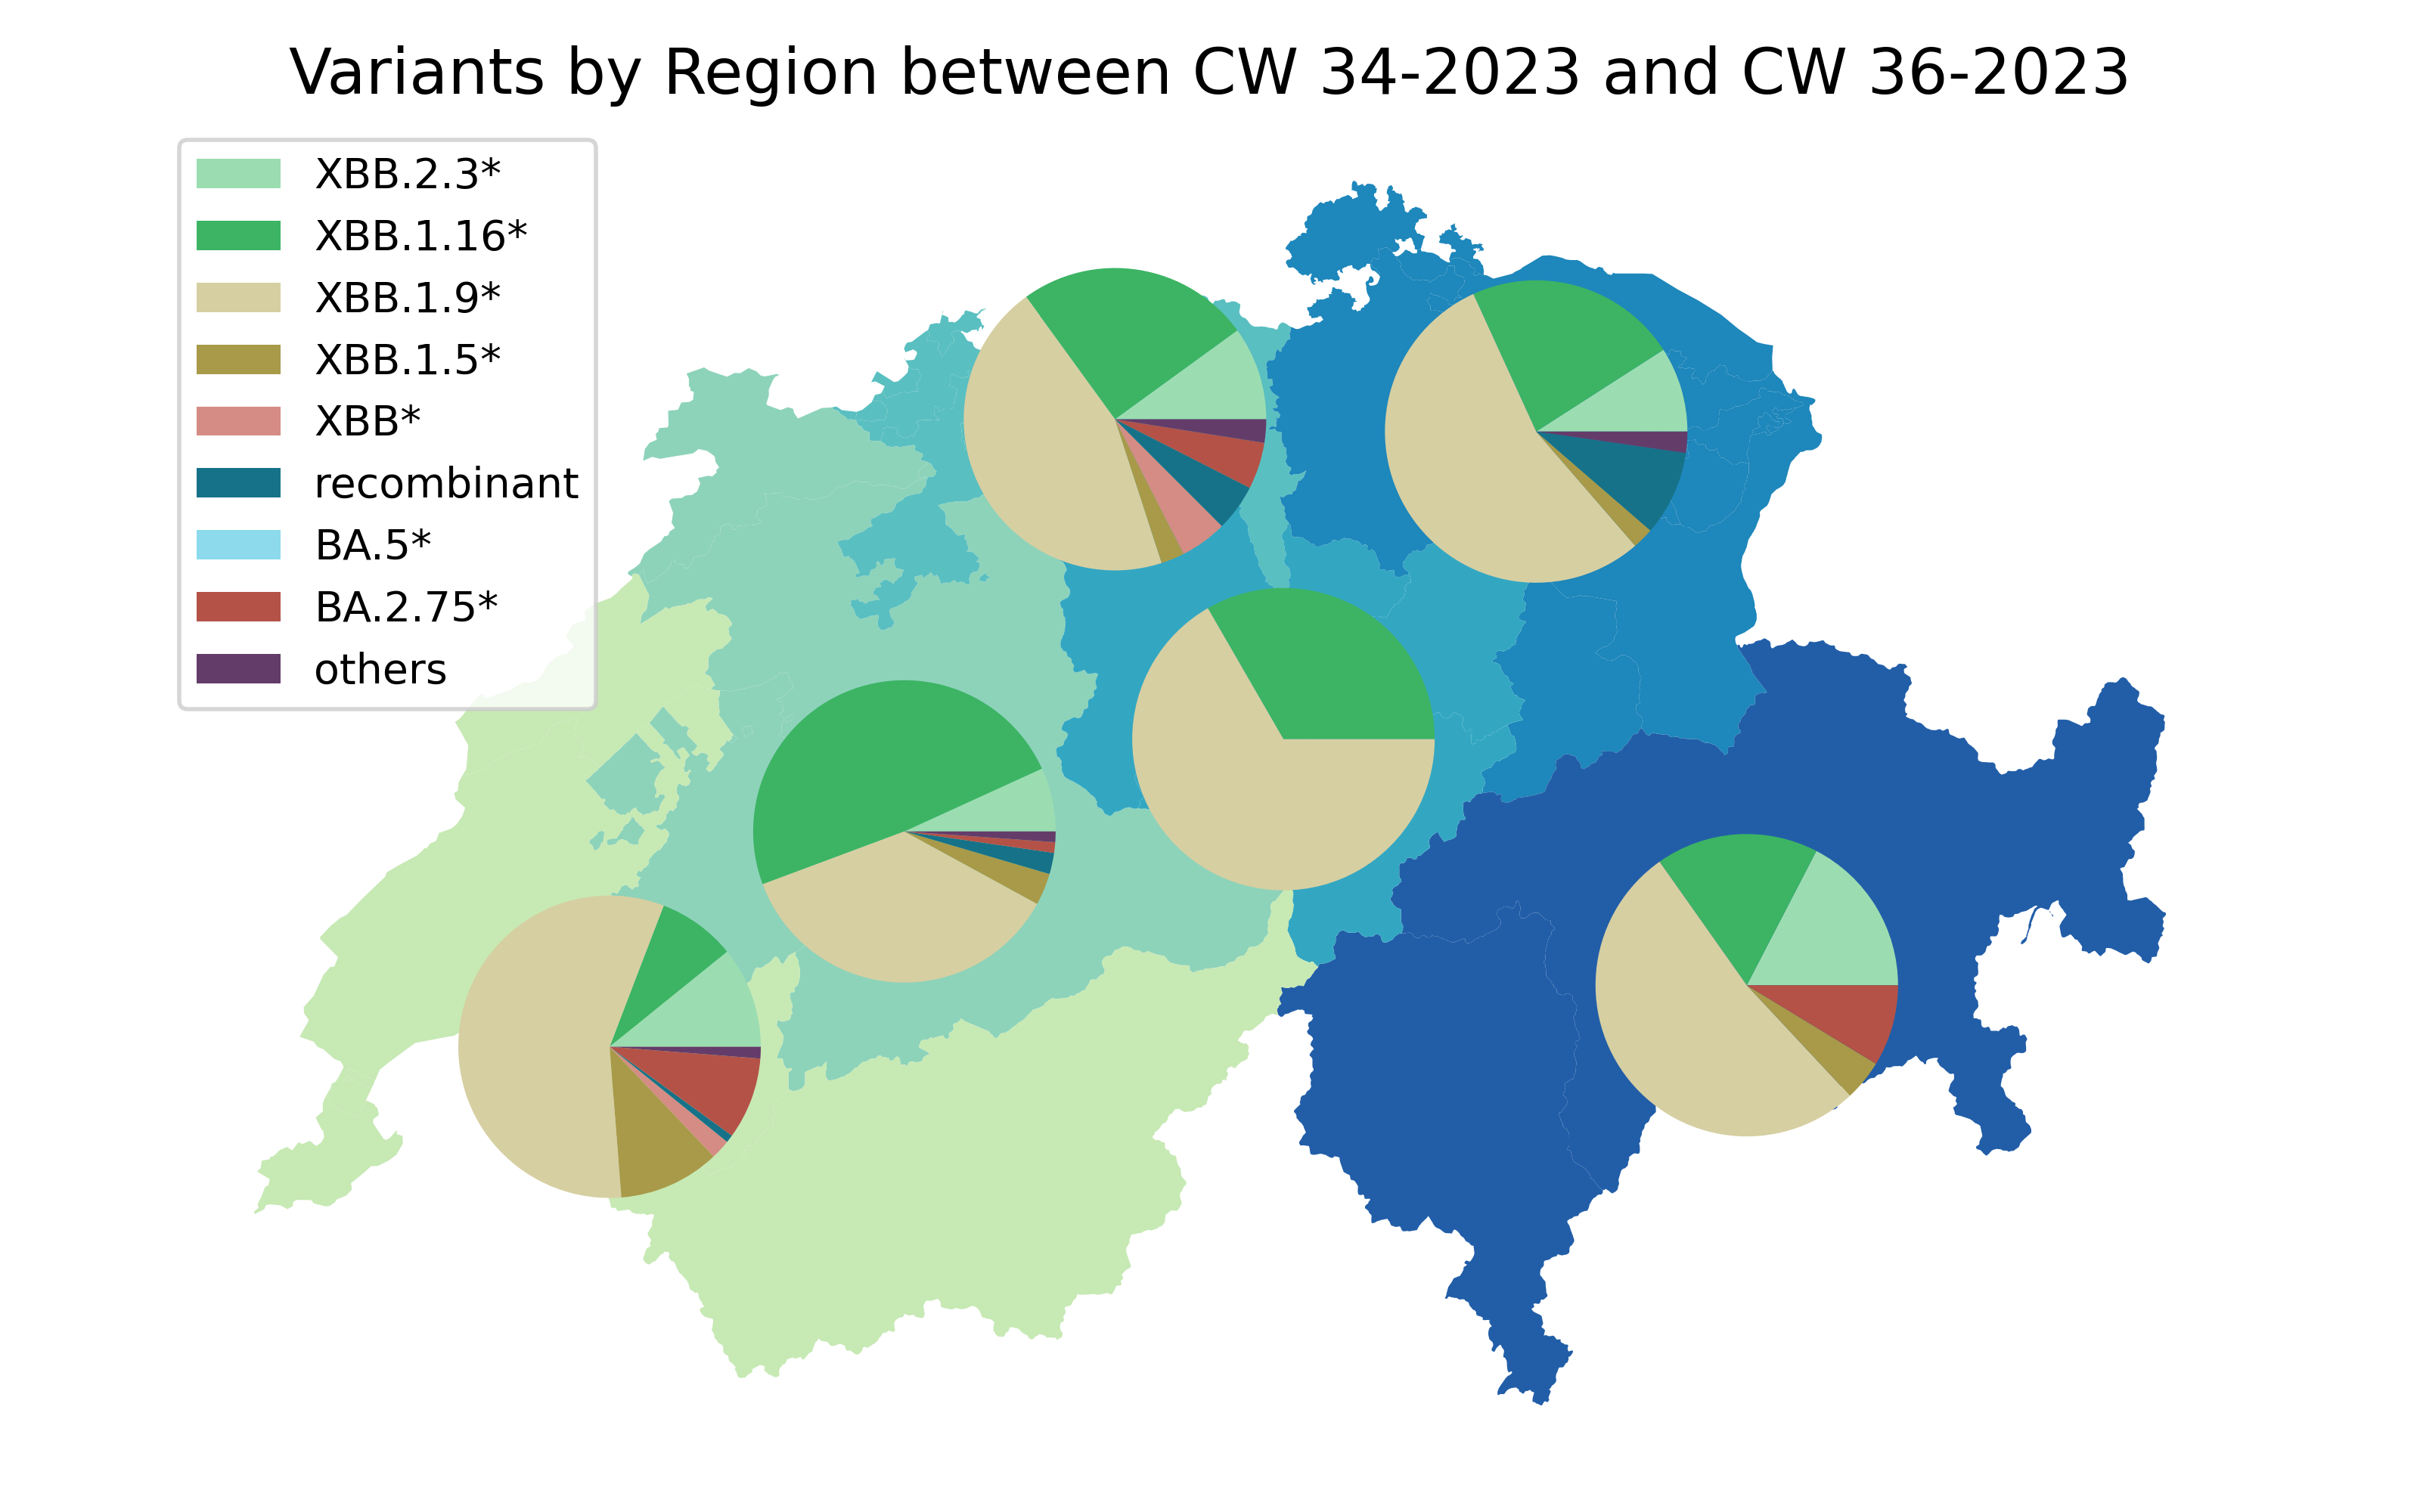 Variants by Region between CW 34-2023 and CW 36-2023
XBB.2.3*
XBB.1.16*
XBB.1.9*
XBB.1.5*
XBB*
recombinant
BA.5*
BA.2.75*
others